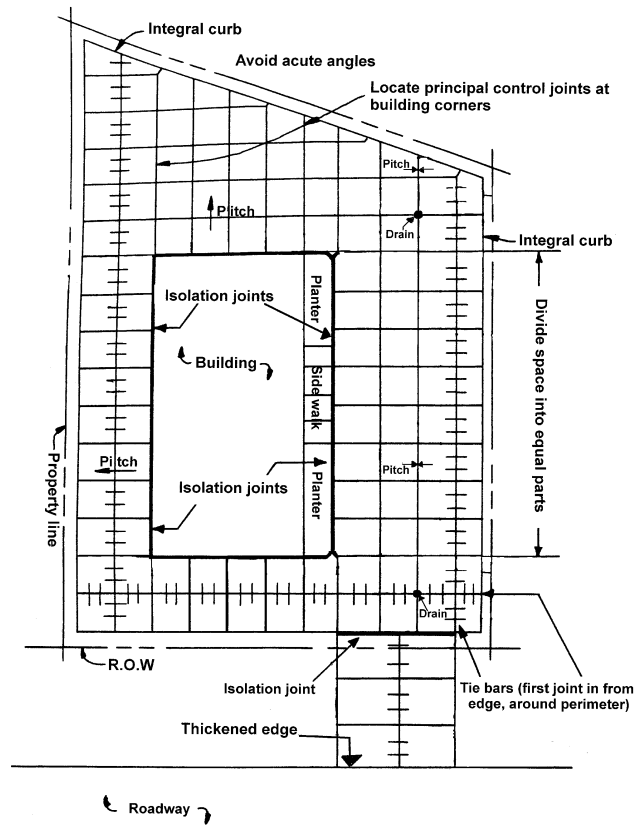 Integral curb
Avoid acute angles
Locate principal control joints at
building corners
Pitch
Pitch
Drain
Integral curb
Planter
Isolation joints
Divide space into equal parts
Building
Side walk
Pitch
Pitch
Property line
Isolation joints
Planter
Drain
R.O.W
Isolation joint
Tie bars (first joint in from
edge, around perimeter)
Thickened edge
Roadway